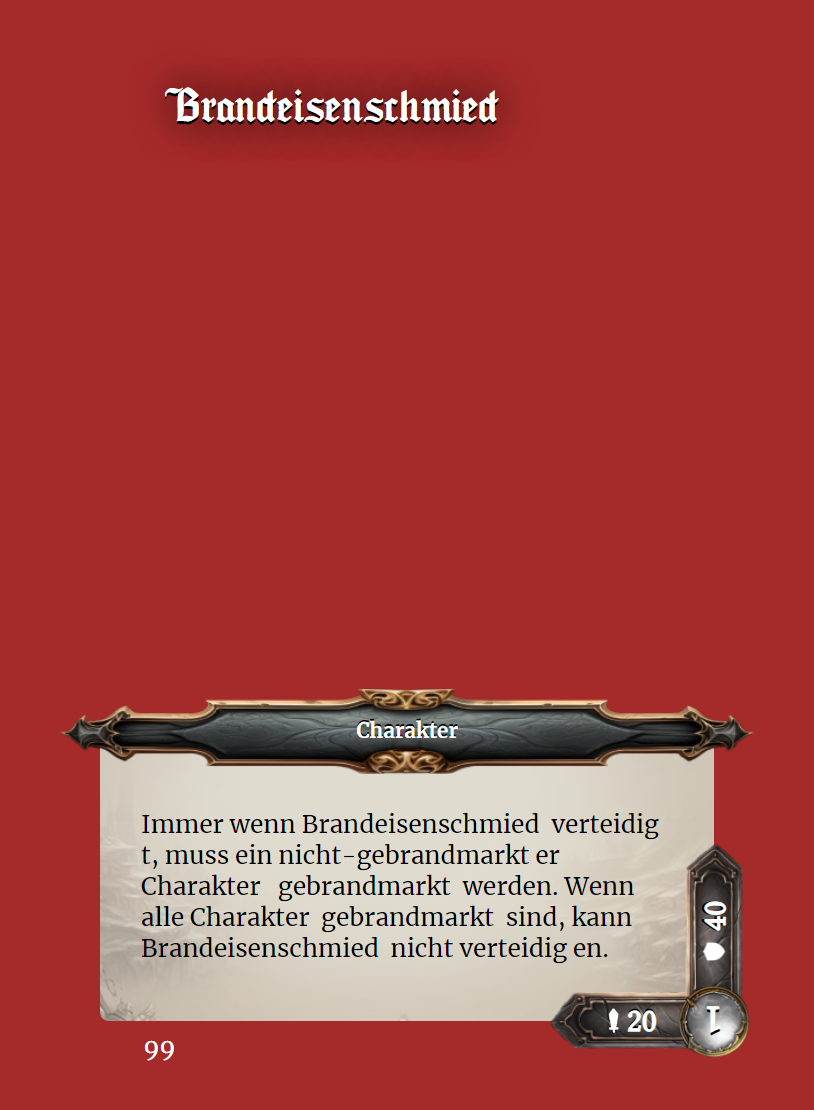 Brandeisenschmied
Charakter
Immer wenn Brandeisenschmied verteidig
t, muss ein nicht-gebrandmarkt er
Charakter gebrandmarkt werden. Wenn
alle Charakter gebrandmarkt sind, kann
Brandeisenschmied nicht verteidig en.
40
20
1
99